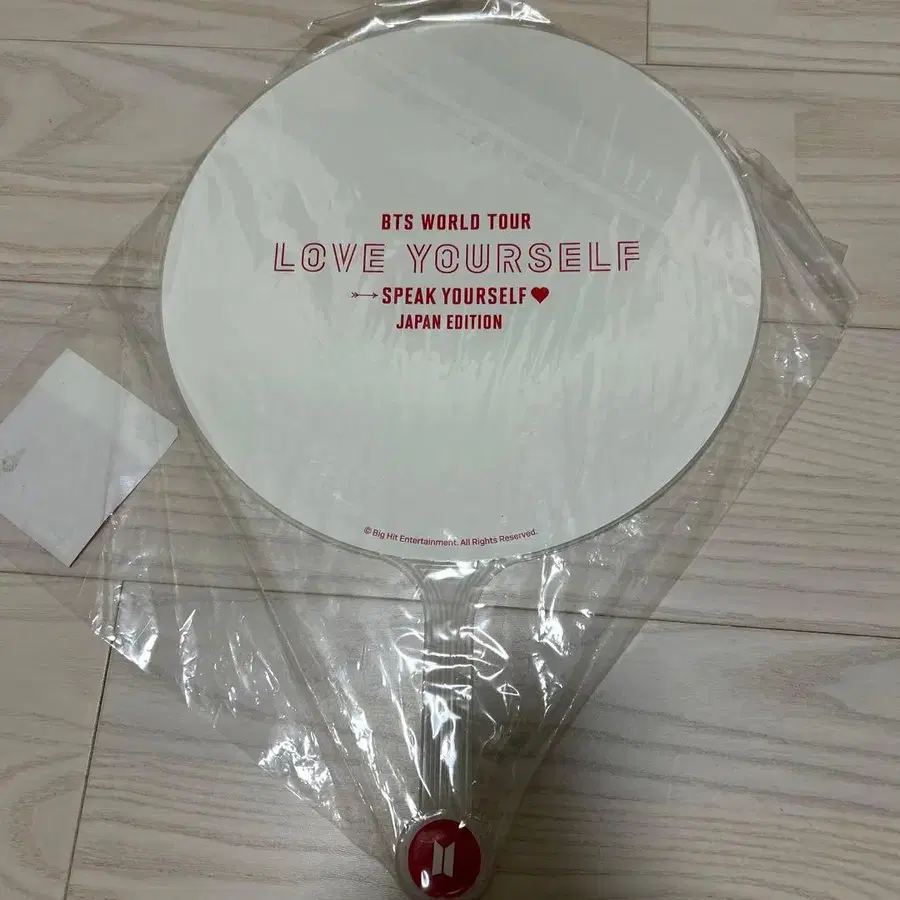 BTS WORLD TOUR
LOVE YOURSELF
SPEAK YOURSELF
JAPAN EDITION
© Big Hit Entertainment. All Rights Reserved.